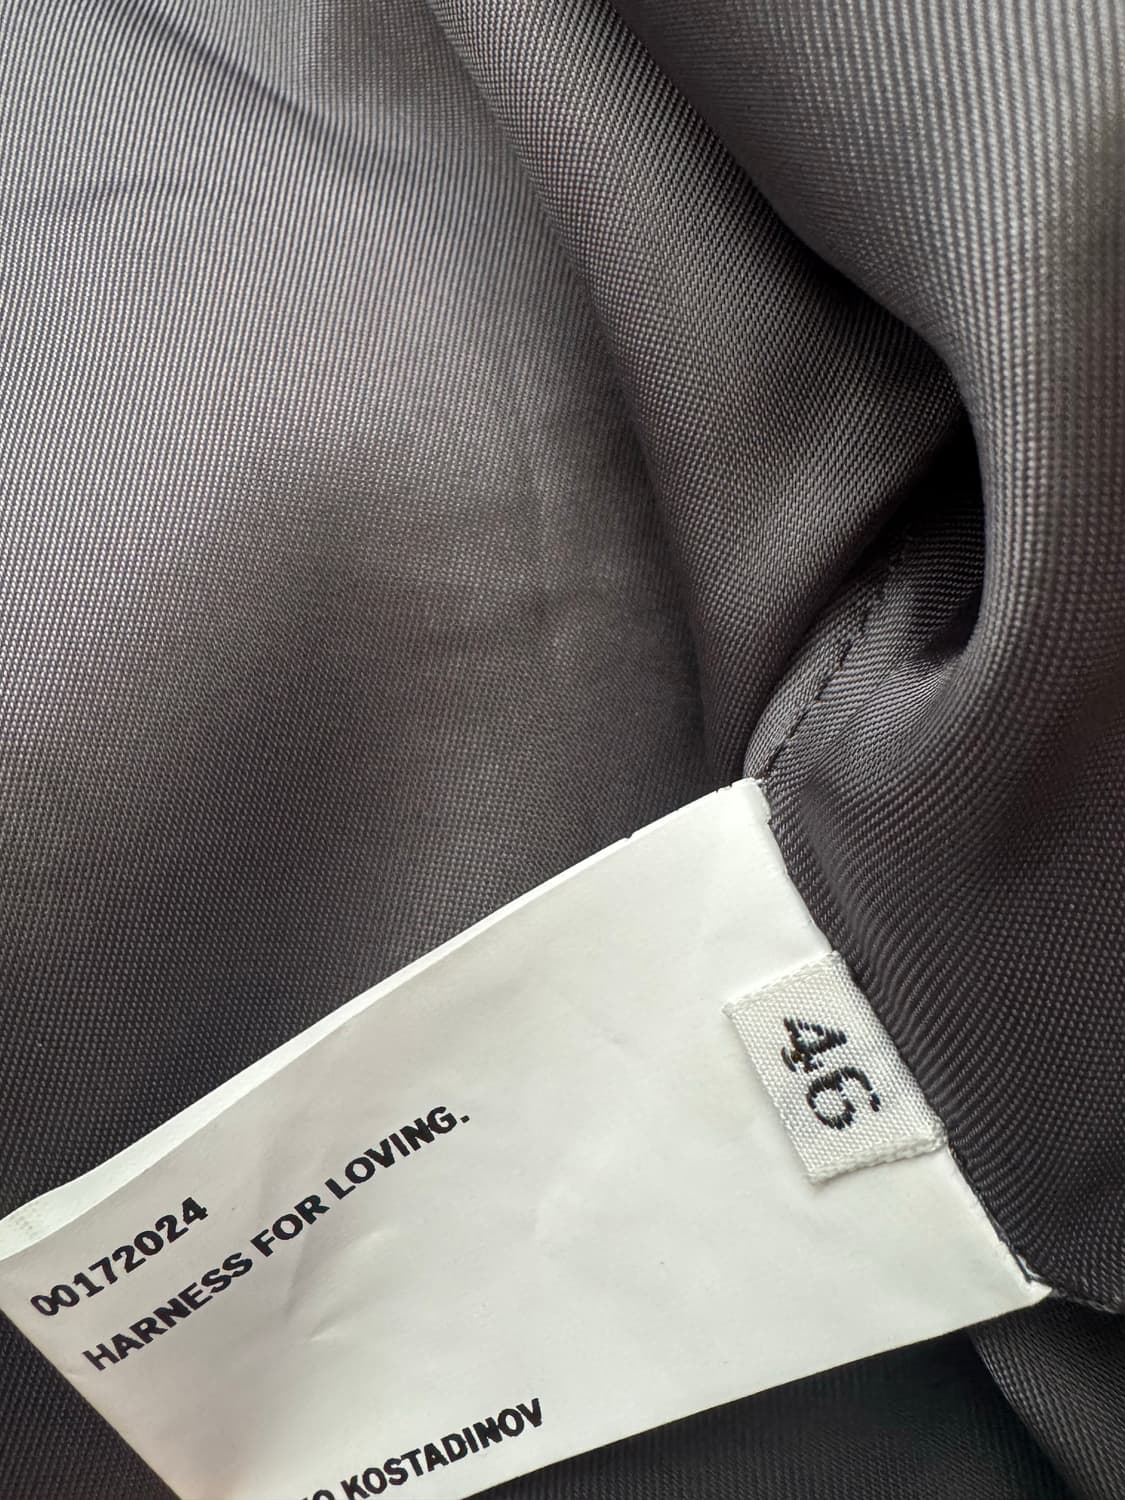 46
00172024
HARNESS FOR LOVING.
KOSTADINOV